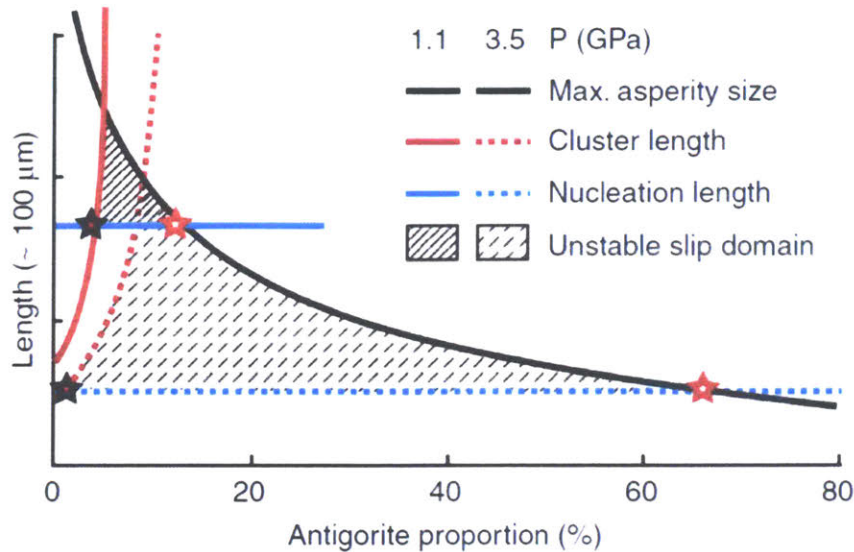 1.1 3.5 P (GPa)
Max. asperity size
Cluster length
Nucleation length
Unstable slip domain
Length (~ 100 μm)
0 20 40 60 80
Antigorite proportion (%)